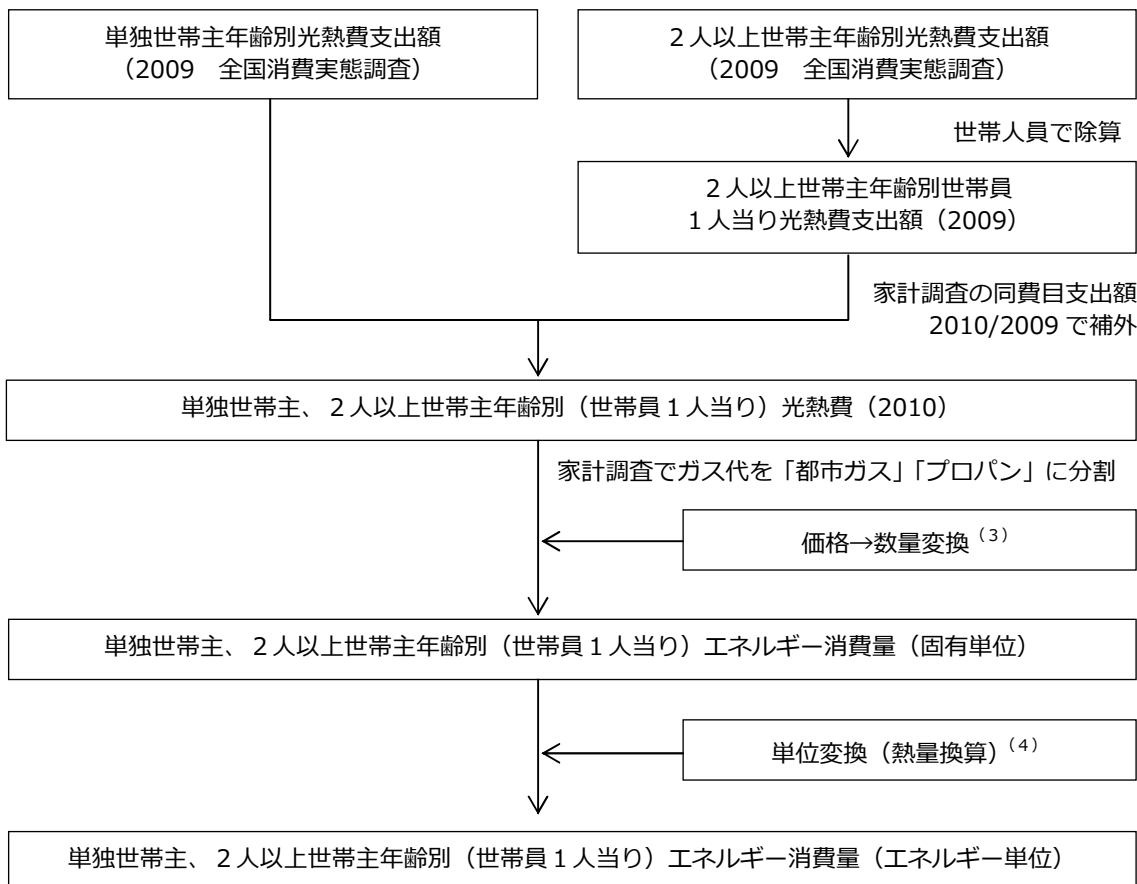 単独世帯主年齢別光熱費支出額
（2009　全国消費実態調査）
２人以上世帯主年齢別光熱費支出額
（2009　全国消費実態調査）
世帯人員で除算
２人以上世帯主年齢別世帯員
１人当り光熱費支出額（2009）
家計調査の同費目支出額
2010/2009 で補外
単独世帯主、２人以上世帯主年齢別（世帯員１人当り）光熱費（2010）
家計調査でガス代を「都市ガス」「プロパン」に分割
価格→数量変換（3）
単独世帯主、２人以上世帯主年齢別（世帯員１人当り）エネルギー消費量（固有単位）
単位変換（熱量換算）（4）
単独世帯主、２人以上世帯主年齢別（世帯員１人当り）エネルギー消費量（エネルギー単位）